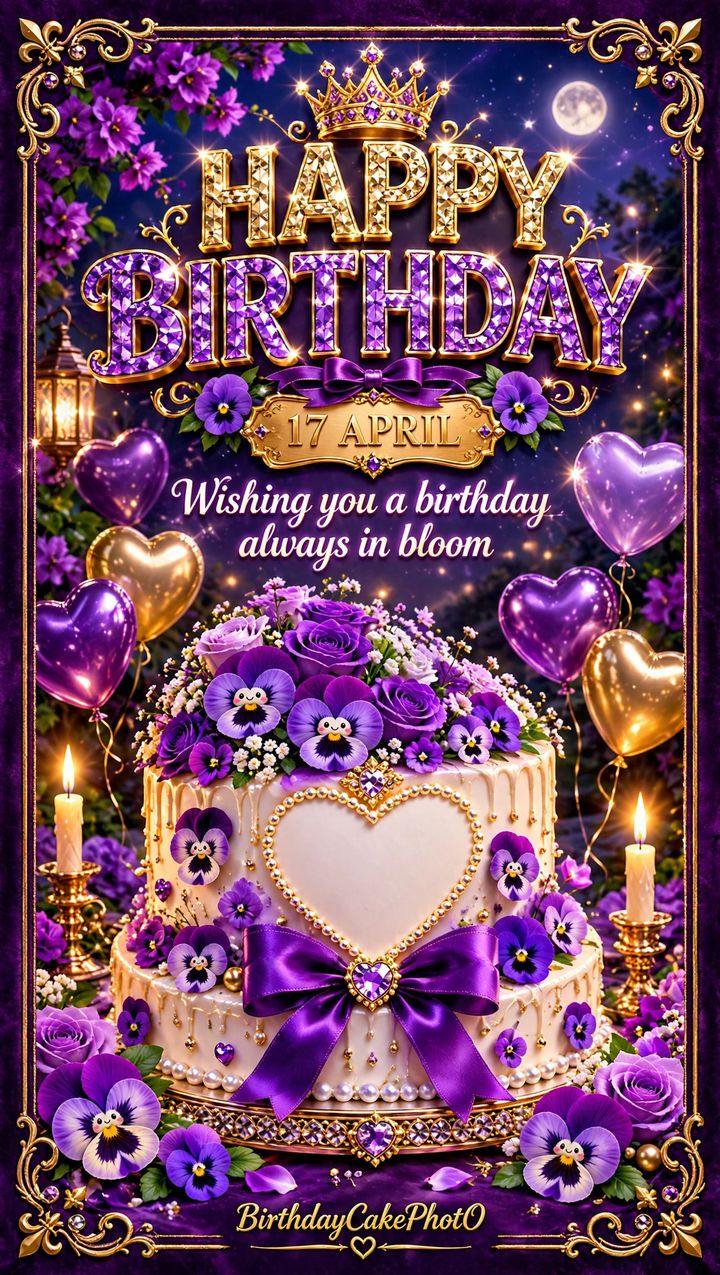 HAPPY
BIRTHDAY
17 APRIL
Wishing you a birthday
always in bloom
BirthdayCakePhotO